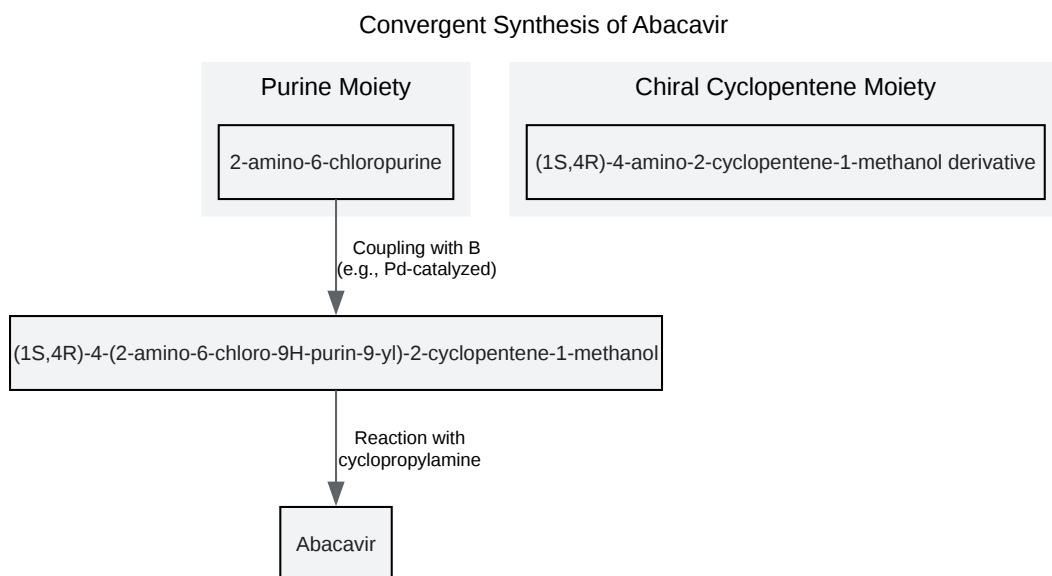 Convergent Synthesis of Abacavir
Purine Moiety
Chiral Cyclopentene Moiety
2-amino-6-chloropurine
(1S,4R)-4-amino-2-cyclopentene-1-methanol derivative
Coupling with B
(e.g., Pd-catalyzed)
(1S,4R)-4-(2-amino-6-chloro-9H-purin-9-yl)-2-cyclopentene-1-methanol
Reaction with
cyclopropylamine
Abacavir